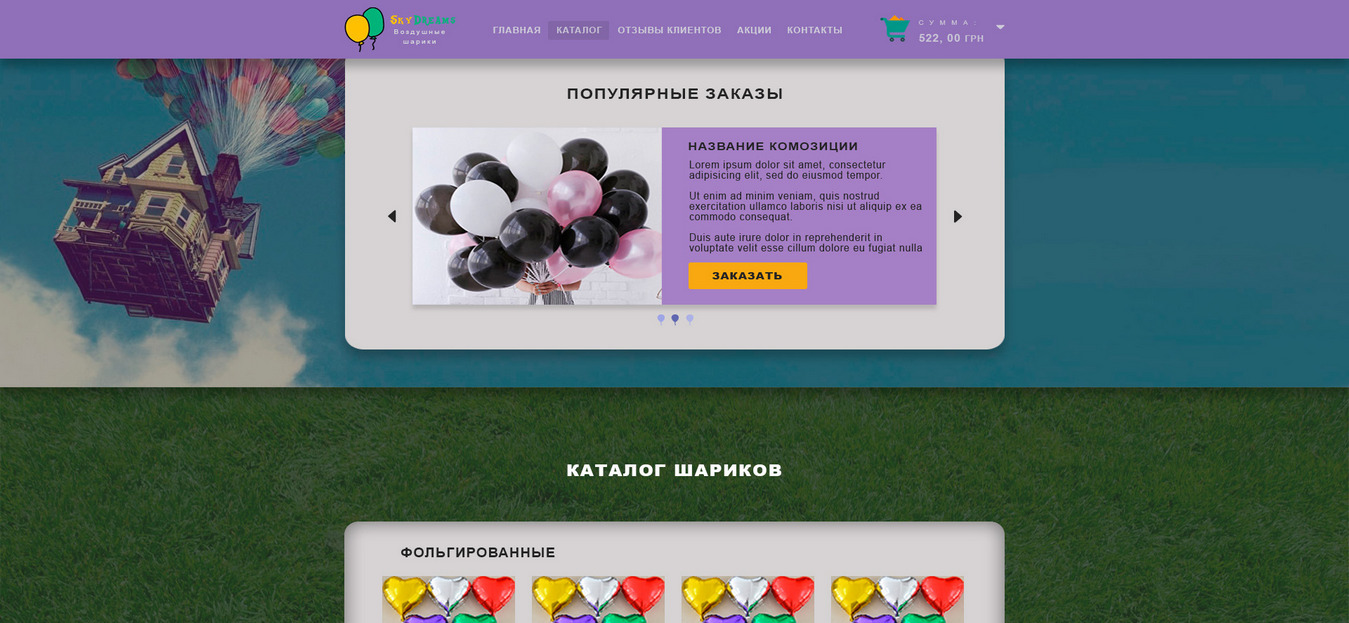 SkyDreams
Воздушные
шарики
ГЛАВНАЯ КАТАЛОГ ОТЗЫВЫ КЛИЕНТОВ АКЦИИ КОНТАКТЫ
СУММА:
522, 00 ГРН
ПОПУЛЯРНЫЕ ЗАКАЗЫ
НАЗВАНИЕ КОМОЗИЦИИ
Lorem ipsum dolor sit amet, consectetur
adipisicing elit, sed do eiusmod tempor.
Ut enim ad minim veniam, quis nostrud
exercitation ullamco laboris nisi ut aliquip ex ea
commodo consequat.
Duis aute irure dolor in reprehenderit in
voluptate velit esse cillum dolore eu fugiat nulla
ЗАКАЗАТЬ
КАТАЛОГ ШАРИКОВ
ФОЛЬГИРОВАННЫЕ